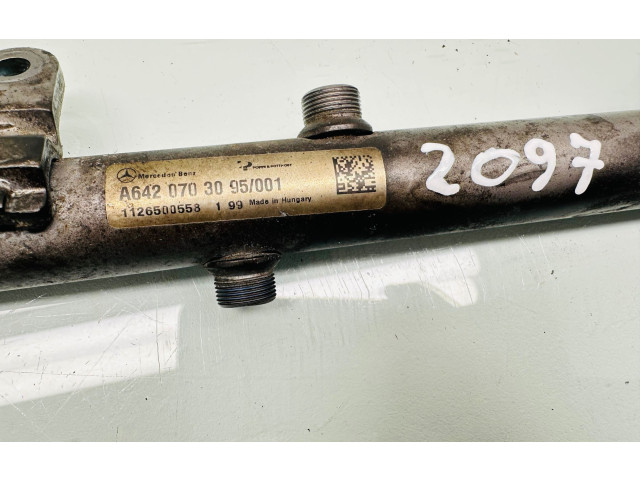 Mercedes Benz
A642 070 30 95/001
1126500558 1 99 Made in Hungary
2097